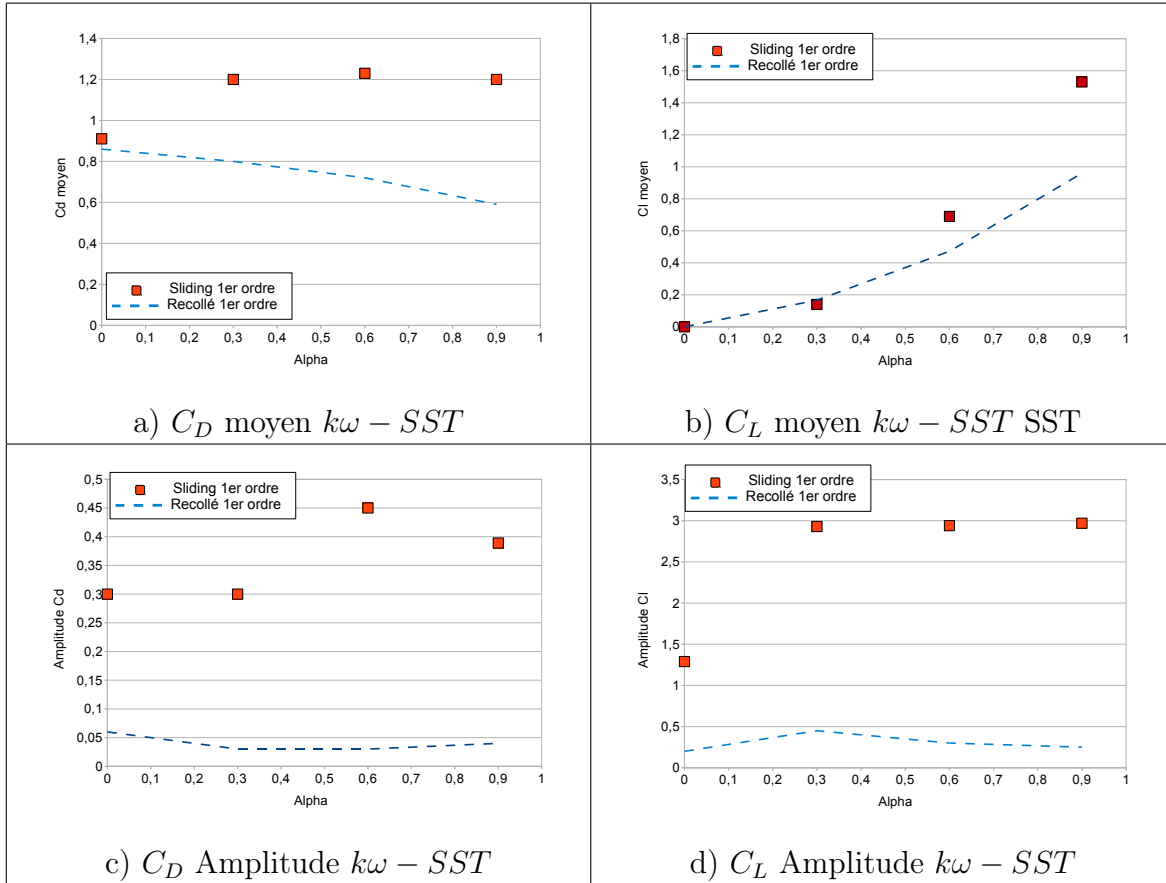 1,4
1,2
1
0,8
0,6
0,4
0,2
0
Cd moyen
Sliding 1er ordre
Recollé 1er ordre
0 0,1 0,2 0,3 0,4 0,5 0,6 0,7 0,8 0,9 1
Alpha
a) C_D moyen kω − SST
1,8
1,6
1,4
1,2
1
0,8
0,6
0,4
0,2
0
Cl moyen
Sliding 1er ordre
Recollé 1er ordre
0 0,1 0,2 0,3 0,4 0,5 0,6 0,7 0,8 0,9 1
Alpha
b) C_L moyen kω − SST SST
0,5
0,45
0,4
0,35
0,3
0,25
0,2
0,15
0,1
0,05
0
Amplitude Cd
Sliding 1er ordre
Recollé 1er ordre
0 0,1 0,2 0,3 0,4 0,5 0,6 0,7 0,8 0,9 1
Alpha
c) C_D Amplitude kω − SST
3,5
3
2,5
2
1,5
1
0,5
0
Amplitude Cl
Sliding 1er ordre
Recollé 1er ordre
0 0,1 0,2 0,3 0,4 0,5 0,6 0,7 0,8 0,9 1
Alpha
d) C_L Amplitude kω − SST